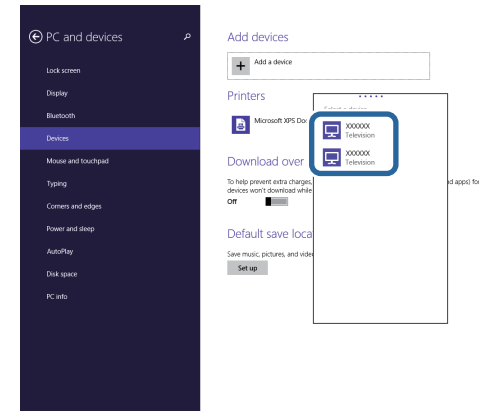 PC and devices
Lock screen
Display
Bluetooth
Devices
Mouse and touchpad
Typing
Corners and edges
Power and sleep
AutoPlay
Disk space
PC info
Add devices
Add a device
Printers
Microsoft XPS Do
Download over
To help prevent extra charges,
nd apps) for
devices won't download while
Off
Default save loca
Save music, pictures, and vide
Set up
XXXXXX
Television
XXXXXX
Television